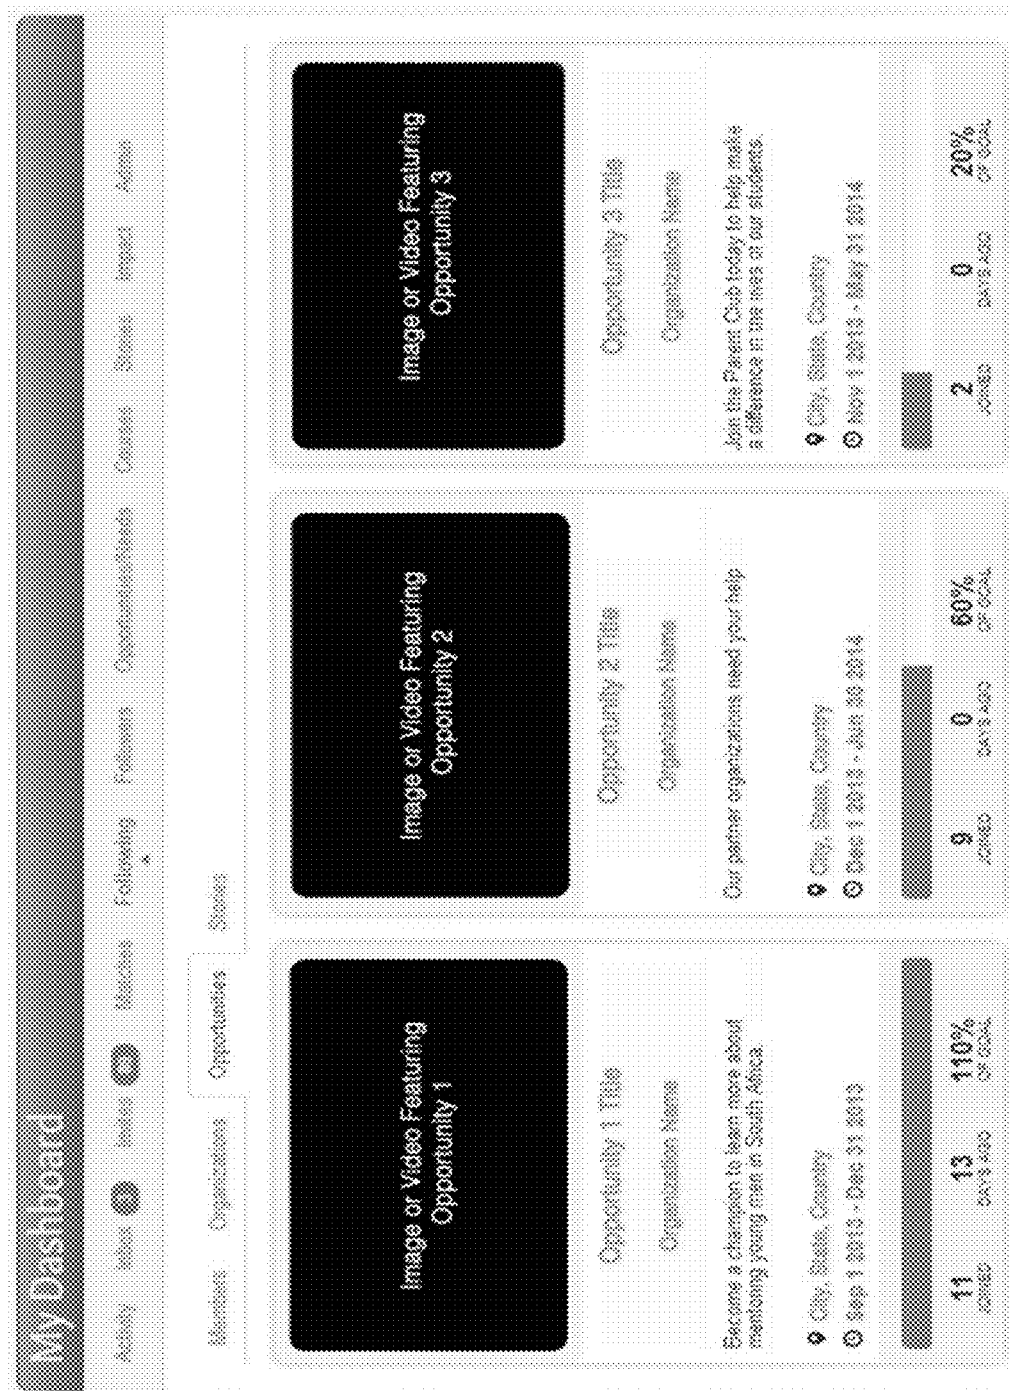 My Dashboard
Activity Inbox Invites Matches Following Followers Opportunities/Needs Causes Stories Impact Admin
Members Organizations Opportunities Stories
Image or Video Featuring
Opportunity 1
Opportunity 1 Title
Organization Name
Become a champion to learn more about
mentoring young men in South Africa.
City, State, Country
Sep 1 2013 - Dec 31 2013
11 13 110%
JOINED DAYS AGO OF GOAL
Image or Video Featuring
Opportunity 2
Opportunity 2 Title
Organization Name
Our partner organizations need your help
City, State, Country
Dec 1 2013 - Jun 30 2014
9 0 60%
JOINED DAYS AGO OF GOAL
Image or Video Featuring
Opportunity 3
Opportunity 3 Title
Organization Name
Join the Parent Club today to help make
a difference in the lives of our students.
City, State, Country
Nov 1 2013 - May 31 2014
2 0 20%
JOINED DAYS AGO OF GOAL